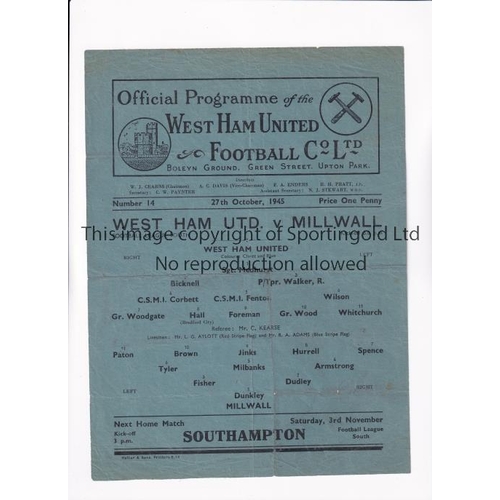 Official Programme of the
WEST HAM UNITED
FOOTBALL CO LTD
BOLEYN GROUND, GREEN STREET, UPTON PARK.
Number 14 27th October, 1945 Price One Penny
WEST HAM UTD. v MILLWALL
This image copyright of Sportingold Ltd
WEST HAM UNITED
RIGHT LEFT
No reproduction allowed
Bicknell P/Tpr. Walker, R.
C.S.M.I. Corbett C.S.M.I. Fenton Wilson
Gr. Woodgate Hall Foreman Gr. Wood Whitchurch
(Bradford City)
Referee: Mr. C. KEARSE
Paton Brown Jinks Hurrell Spence
Tyler Milbanks Armstrong
Fisher Dudley
LEFT Dunkley RIGHT
MILLWALL
Next Home Match Saturday, 3rd November
Kick-off 3 p.m. SOUTHAMPTON Football League South